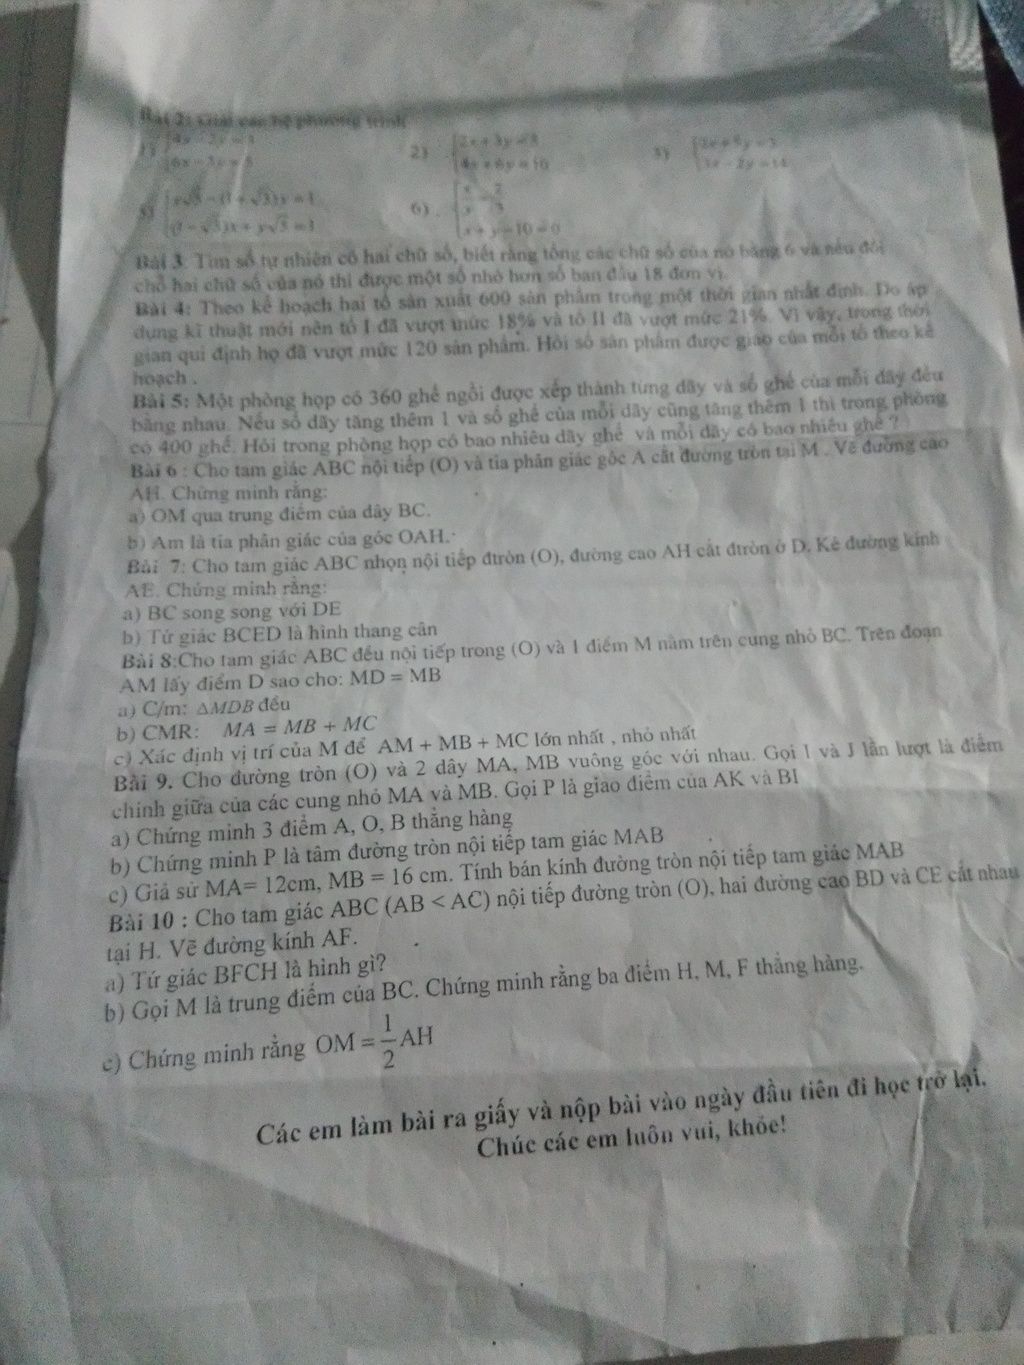 Bài 2: Giải các hệ phương trình
2) { 2x + 3y = 8
3)
5)
6)
x + y − 10 = 0
Bài 3. Tìm số tự nhiên có hai chữ số, biết rằng tổng các chữ số của nó bằng 6 và nếu đổi
chỗ hai chữ số của nó thì được một số nhỏ hơn số ban đầu 18 đơn vị.
Bài 4: Theo kế hoạch hai tổ sản xuất 600 sản phẩm trong một thời gian nhất định. Do áp
dụng kĩ thuật mới nên tổ I đã vượt mức 18% và tổ II đã vượt mức 21%. Vì vậy, trong thời
gian qui định họ đã vượt mức 120 sản phẩm. Hỏi số sản phẩm được giao của mỗi tổ theo kế
hoạch .
Bài 5: Một phòng họp có 360 ghế ngồi được xếp thành từng dãy và số ghế của mỗi dãy đều
bằng nhau. Nếu số dãy tăng thêm 1 và số ghế của mỗi dãy cũng tăng thêm 1 thì trong phòng
có 400 ghế. Hỏi trong phòng họp có bao nhiêu dãy ghế và mỗi dãy có bao nhiêu ghế ?
Bài 6 : Cho tam giác ABC nội tiếp (O) và tia phân giác góc A cắt đường tròn tại M . Vẽ đường cao
AH. Chứng minh rằng:
a) OM qua trung điểm của dây BC.
b) Am là tia phân giác của góc OAH.
Bài 7: Cho tam giác ABC nhọn nội tiếp đtròn (O), đường cao AH cắt đtròn ở D. Kẻ đường kính
AE. Chứng minh rằng:
a) BC song song với DE
b) Tứ giác BCED là hình thang cân
Bài 8:Cho tam giác ABC đều nội tiếp trong (O) và 1 điểm M nằm trên cung nhỏ BC. Trên đoạn
AM lấy điểm D sao cho: MD = MB
a) C/m: ΔMDB đều
b) CMR: MA = MB + MC
c) Xác định vị trí của M để AM + MB + MC lớn nhất , nhỏ nhất
Bài 9. Cho đường tròn (O) và 2 dây MA, MB vuông góc với nhau. Gọi I và J lần lượt là điểm
chính giữa của các cung nhỏ MA và MB. Gọi P là giao điểm của AK và BI
a) Chứng minh 3 điểm A, O, B thẳng hàng
b) Chứng minh P là tâm đường tròn nội tiếp tam giác MAB
c) Giả sử MA= 12cm, MB = 16 cm. Tính bán kính đường tròn nội tiếp tam giác MAB
Bài 10 : Cho tam giác ABC (AB < AC) nội tiếp đường tròn (O), hai đường cao BD và CE cắt nhau
tại H. Vẽ đường kính AF.
a) Tứ giác BFCH là hình gì?
b) Gọi M là trung điểm của BC. Chứng minh rằng ba điểm H, M, F thẳng hàng.
c) Chứng minh rằng OM = 1/2 AH
Các em làm bài ra giấy và nộp bài vào ngày đầu tiên đi học trở lại.
Chúc các em luôn vui, khỏe!